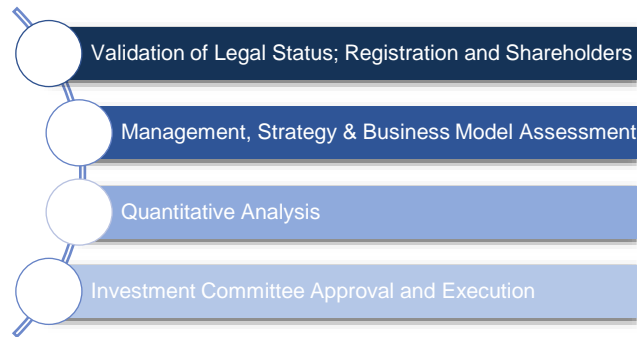 Validation of Legal Status; Registration and Shareholders
Management, Strategy & Business Model Assessment
Quantitative Analysis
Investment Committee Approval and Execution